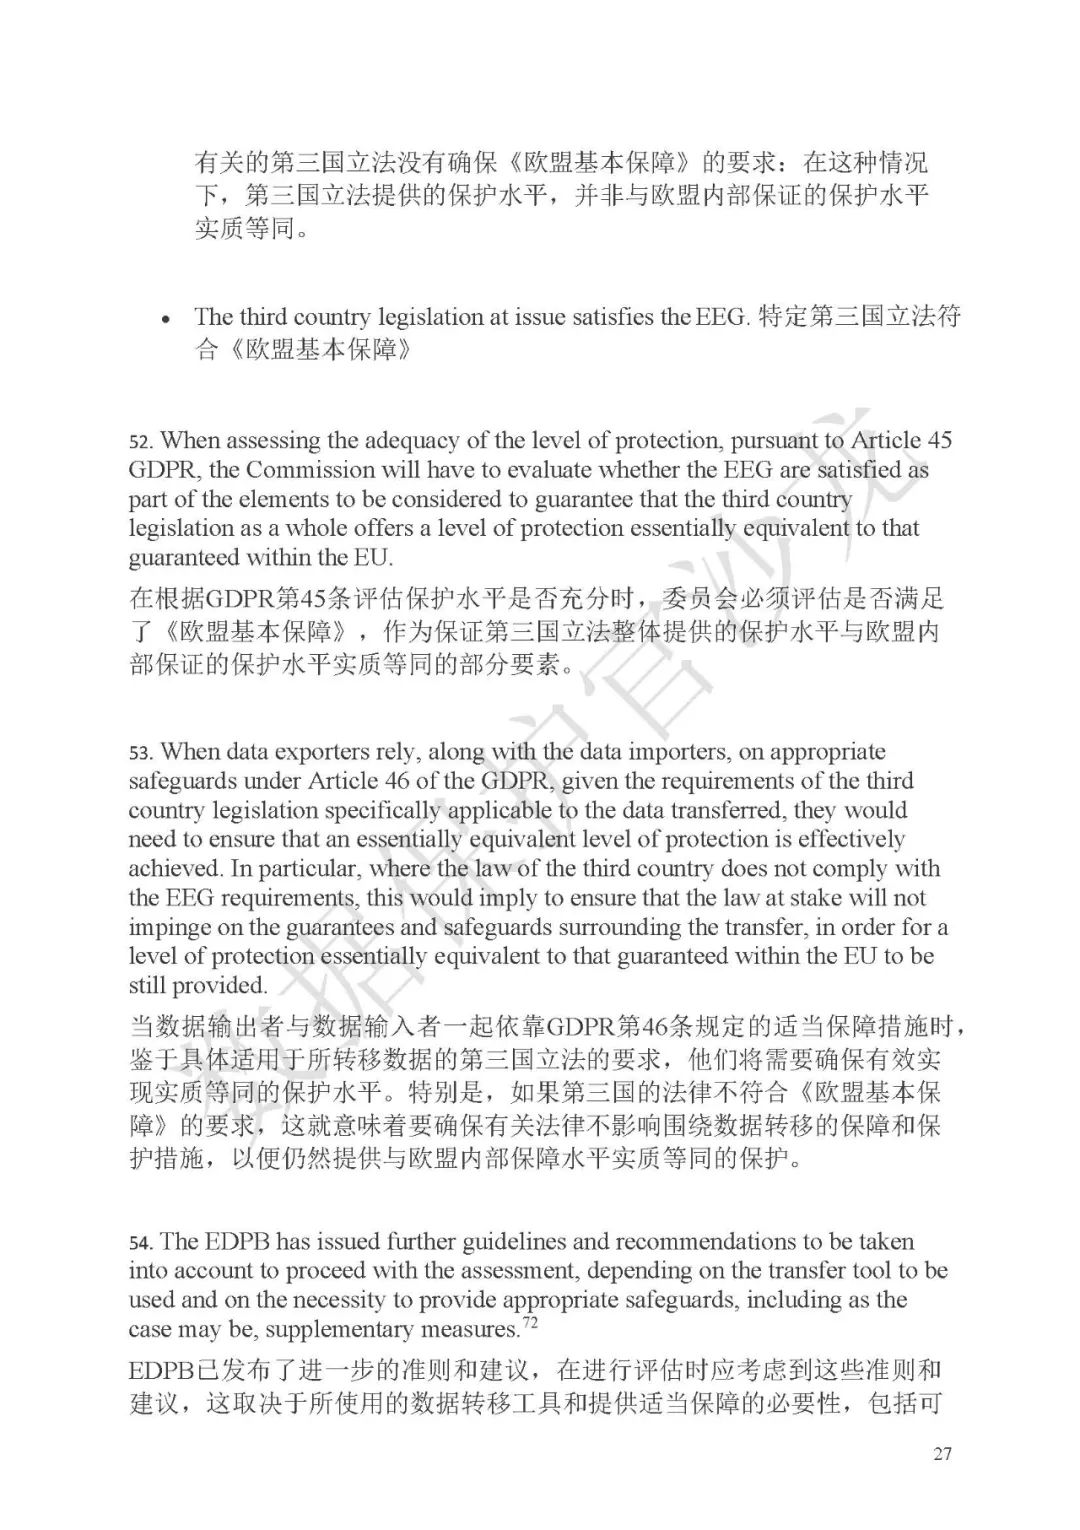 有关的第三国立法没有确保《欧盟基本保障》的要求：在这种情况
下，第三国立法提供的保护水平，并非与欧盟内部保证的保护水平
实质等同。
• The third country legislation at issue satisfies the EEG. 特定第三国立法符
合《欧盟基本保障》
52. When assessing the adequacy of the level of protection, pursuant to Article 45
GDPR, the Commission will have to evaluate whether the EEG are satisfied as
part of the elements to be considered to guarantee that the third country
legislation as a whole offers a level of protection essentially equivalent to that
guaranteed within the EU.
在根据GDPR第45条评估保护水平是否充分时，委员会必须评估是否满足
了《欧盟基本保障》，作为保证第三国立法整体提供的保护水平与欧盟内
部保证的保护水平实质等同的部分要素。
53. When data exporters rely, along with the data importers, on appropriate
safeguards under Article 46 of the GDPR, given the requirements of the third
country legislation specifically applicable to the data transferred, they would
need to ensure that an essentially equivalent level of protection is effectively
achieved. In particular, where the law of the third country does not comply with
the EEG requirements, this would imply to ensure that the law at stake will not
impinge on the guarantees and safeguards surrounding the transfer, in order for a
level of protection essentially equivalent to that guaranteed within the EU to be
still provided.
当数据输出者与数据输入者一起依靠GDPR第46条规定的适当保障措施时，
鉴于具体适用于所转移数据的第三国立法的要求，他们将需要确保有效实
现实质等同的保护水平。特别是，如果第三国的法律不符合《欧盟基本保
障》的要求，这就意味着要确保有关法律不影响围绕数据转移的保障和保
护措施，以便仍然提供与欧盟内部保障水平实质等同的保护。
54. The EDPB has issued further guidelines and recommendations to be taken
into account to proceed with the assessment, depending on the transfer tool to be
used and on the necessity to provide appropriate safeguards, including as the
case may be, supplementary measures.72
EDPB已发布了进一步的准则和建议，在进行评估时应考虑到这些准则和
建议，这取决于所使用的数据转移工具和提供适当保障的必要性，包括可
27
数据保护官沙龙